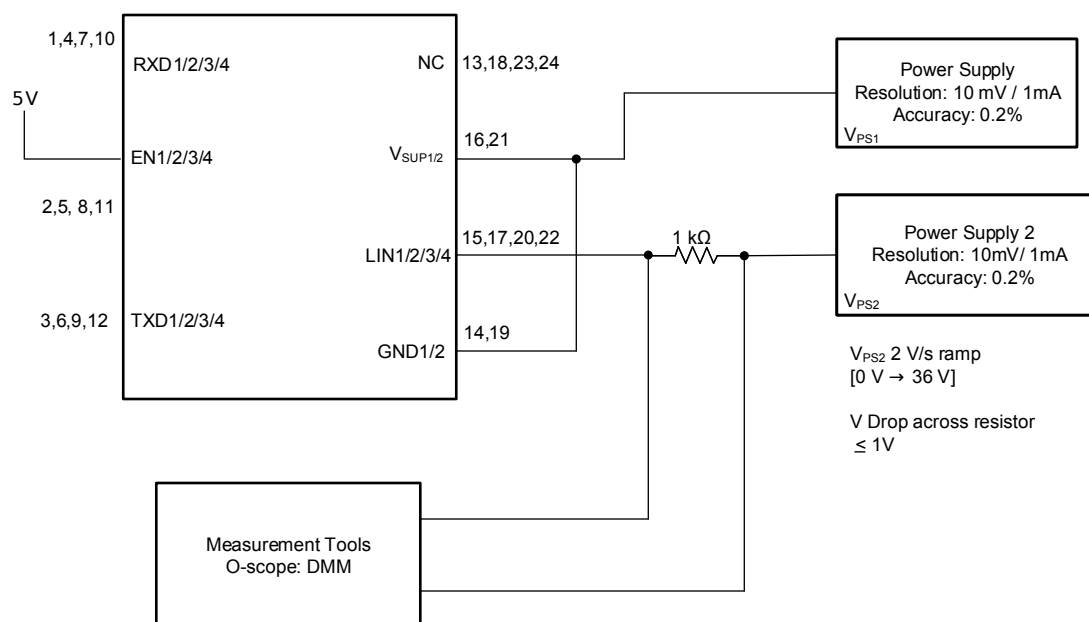 1,4,7,10
RXD1/2/3/4
NC
13,18,23,24
Power Supply
Resolution: 10 mV / 1mA
Accuracy: 0.2%
VPS1
5V
EN1/2/3/4
VSUP1/2
16,21
2,5, 8,11
LIN1/2/3/4
15,17,20,22
1 kΩ
Power Supply 2
Resolution: 10mV/ 1mA
Accuracy: 0.2%
VPS2
3,6,9,12
TXD1/2/3/4
GND1/2
14,19
VPS2 2 V/s ramp
[0 V → 36 V]
V Drop across resistor
≤ 1V
Measurement Tools
O-scope: DMM